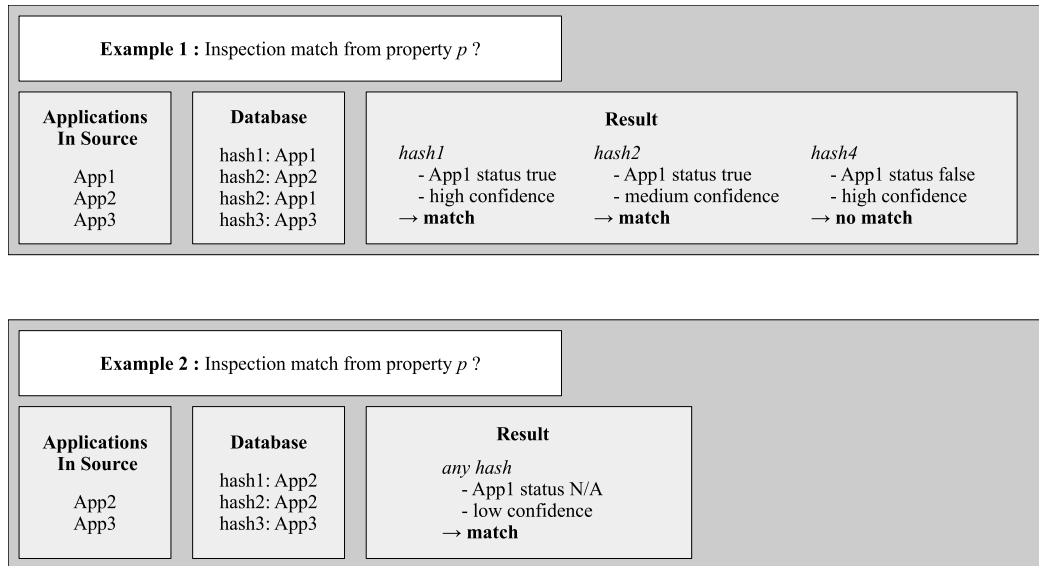 Example 1 : Inspection match from property p ?
Applications
In Source
App1
App2
App3
Database
hash1: App1
hash2: App2
hash2: App1
hash3: App3
Result
hash1
- App1 status true
- high confidence
→ match
hash2
- App1 status true
- medium confidence
→ match
hash4
- App1 status false
- high confidence
→ no match
Example 2 : Inspection match from property p ?
Applications
In Source
App2
App3
Database
hash1: App2
hash2: App2
hash3: App3
Result
any hash
- App1 status N/A
- low confidence
→ match